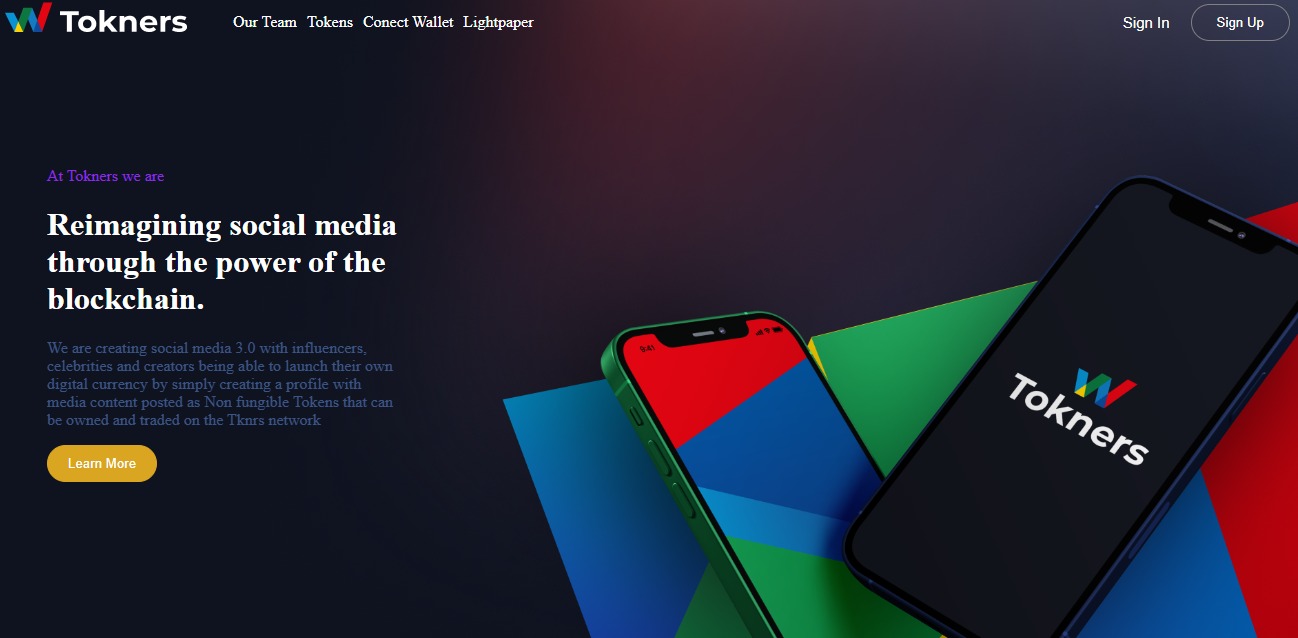 Tokners
Our Team Tokens Conect Wallet Lightpaper
Sign In
Sign Up
At Tokners we are
Reimagining social media
through the power of the
blockchain.
We are creating social media 3.0 with influencers,
celebrities and creators being able to launch their own
digital currency by simply creating a profile with
media content posted as Non fungible Tokens that can
be owned and traded on the Tknrs network
Learn More
9:41
Tokners